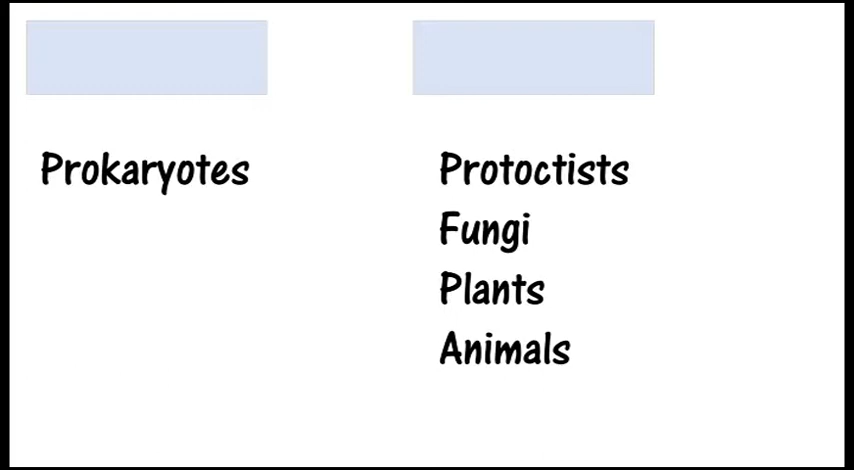 Prokaryotes
Protoctists
Fungi
Plants
Animals